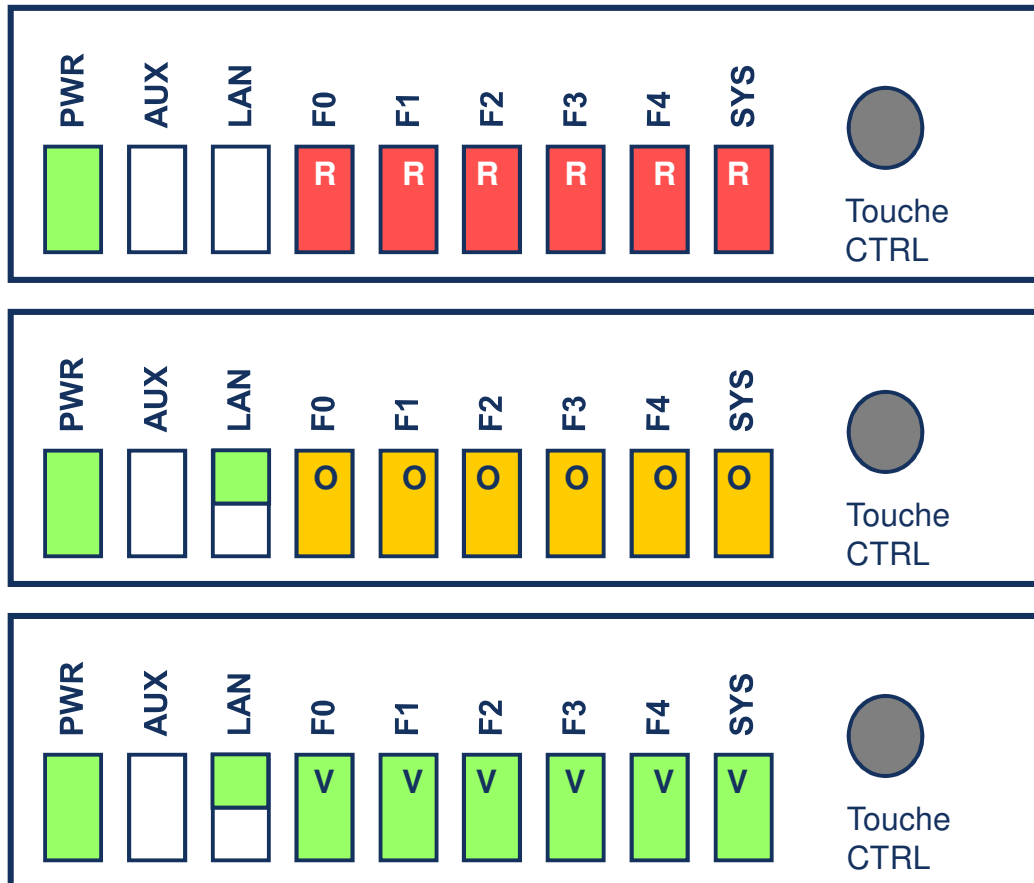 PWR AUX LAN F0 F1 F2 F3 F4 SYS
R R R R R R
Touche
CTRL
PWR AUX LAN F0 F1 F2 F3 F4 SYS
O O O O O O
Touche
CTRL
PWR AUX LAN F0 F1 F2 F3 F4 SYS
V V V V V V
Touche
CTRL